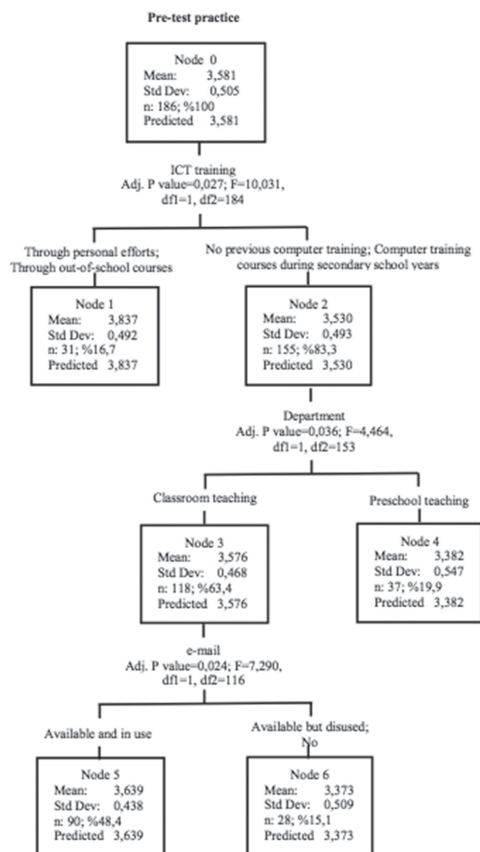 Pre-test practice
Node 0
Mean: 3,581
Std Dev: 0,505
n: 186; %100
Predicted 3,581
ICT training
Adj. P value=0,027; F=10,031,
df1=1, df2=184
Through personal efforts;
Through out-of-school courses
No previous computer training; Computer training
courses during secondary school years
Node 1
Mean: 3,837
Std Dev: 0,492
n: 31; %16,7
Predicted 3,837
Node 2
Mean: 3,530
Std Dev: 0,493
n: 155; %83,3
Predicted 3,530
Department
Adj. P value=0,036; F=4,464,
df1=1, df2=153
Classroom teaching
Preschool teaching
Node 3
Mean: 3,576
Std Dev: 0,468
n: 118; %63,4
Predicted 3,576
Node 4
Mean: 3,382
Std Dev: 0,547
n: 37; %19,9
Predicted 3,382
e-mail
Adj. P value=0,024; F=7,290,
df1=1, df2=116
Available and in use
Available but disused;
No
Node 5
Mean: 3,639
Std Dev: 0,438
n: 90; %48,4
Predicted 3,639
Node 6
Mean: 3,373
Std Dev: 0,509
n: 28; %15,1
Predicted 3,373